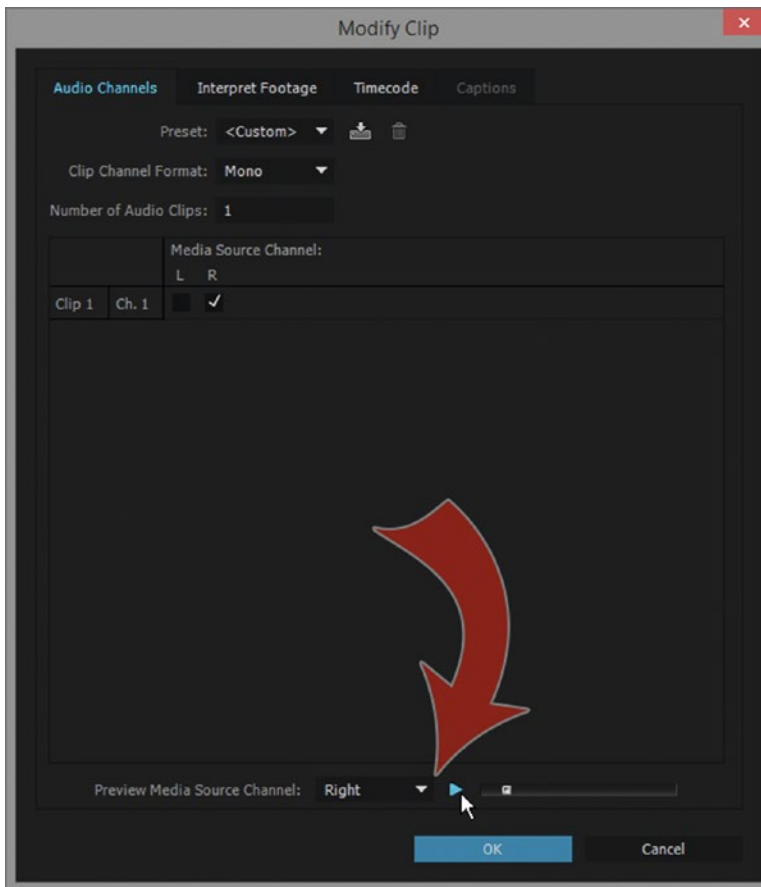 Modify Clip
Audio Channels Interpret Footage Timecode Captions
Preset: <Custom>
Clip Channel Format: Mono
Number of Audio Clips: 1
Media Source Channel:
L R
Clip 1 Ch. 1
Preview Media Source Channel: Right
OK Cancel